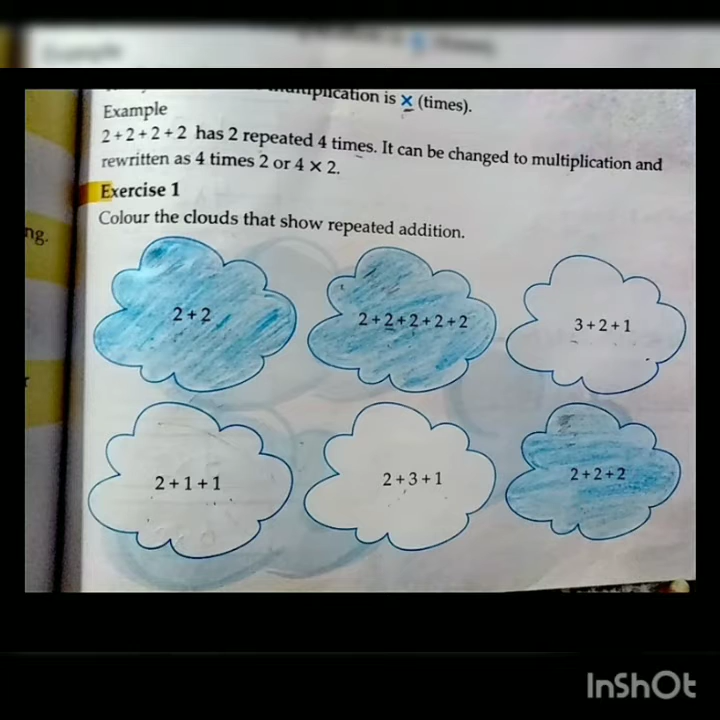 multiplication is x (times).
Example
2 + 2 + 2 + 2 has 2 repeated 4 times. It can be changed to multiplication and
rewritten as 4 times 2 or 4 × 2.
Exercise 1
ng.
Colour the clouds that show repeated addition.
2 + 2
2 + 2 + 2 + 2 + 2
3 + 2 + 1
2 + 1 + 1
2 + 3 + 1
2 + 2 + 2
InShOt